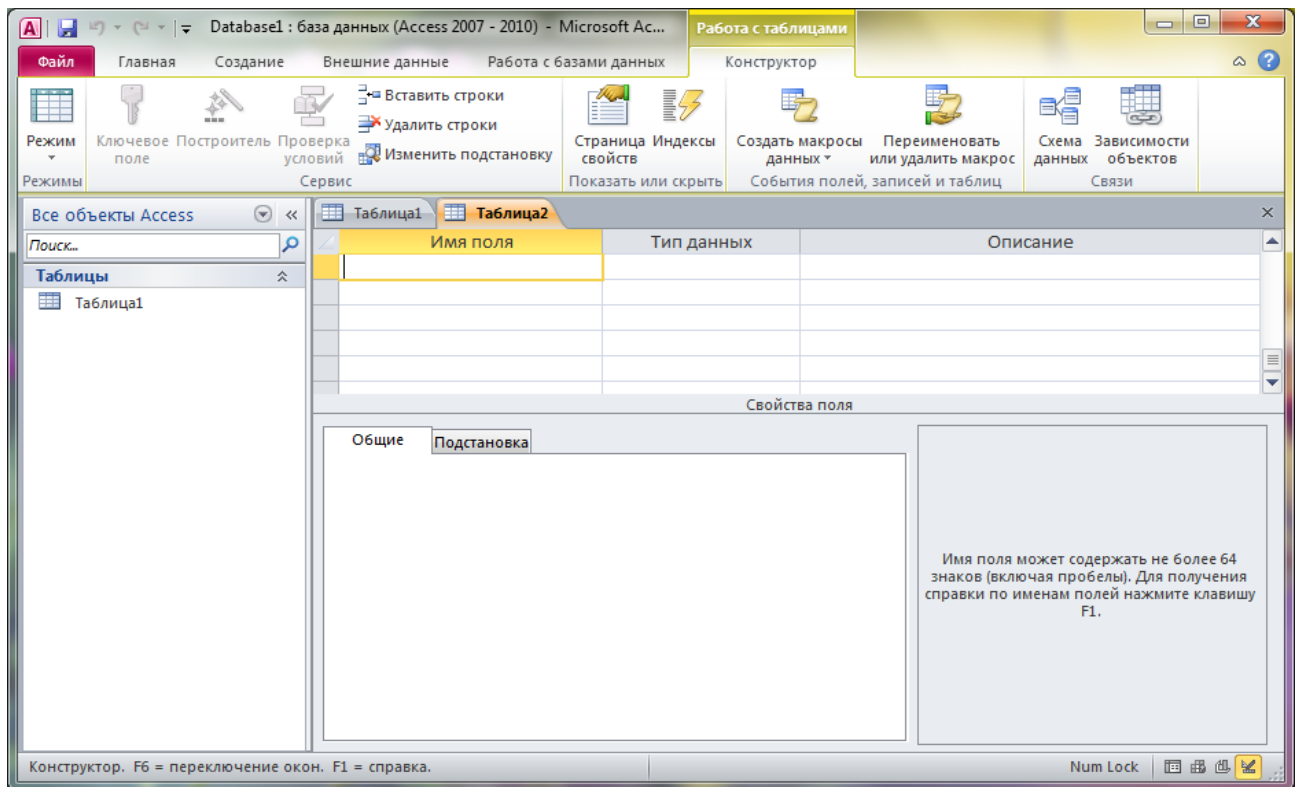 Database1 : база данных (Access 2007 - 2010) - Microsoft Ac...
Работа с таблицами
Файл Главная Создание Внешние данные Работа с базами данных Конструктор
Режим
Ключевое поле
Построитель
Проверка условий
Вставить строки
Удалить строки
Изменить подстановку
Страница свойств
Индексы
Создать макросы данных
Переименовать или удалить макрос
Схема данных
Зависимости объектов
Режимы Сервис Показать или скрыть События полей, записей и таблиц Связи
Все объекты Access
Поиск...
Таблицы
Таблица1
Таблица1 Таблица2
Имя поля Тип данных Описание
Свойства поля
Общие Подстановка
Имя поля может содержать не более 64
знаков (включая пробелы). Для получения
справки по именам полей нажмите клавишу
F1.
Конструктор. F6 = переключение окон. F1 = справка.
Num Lock